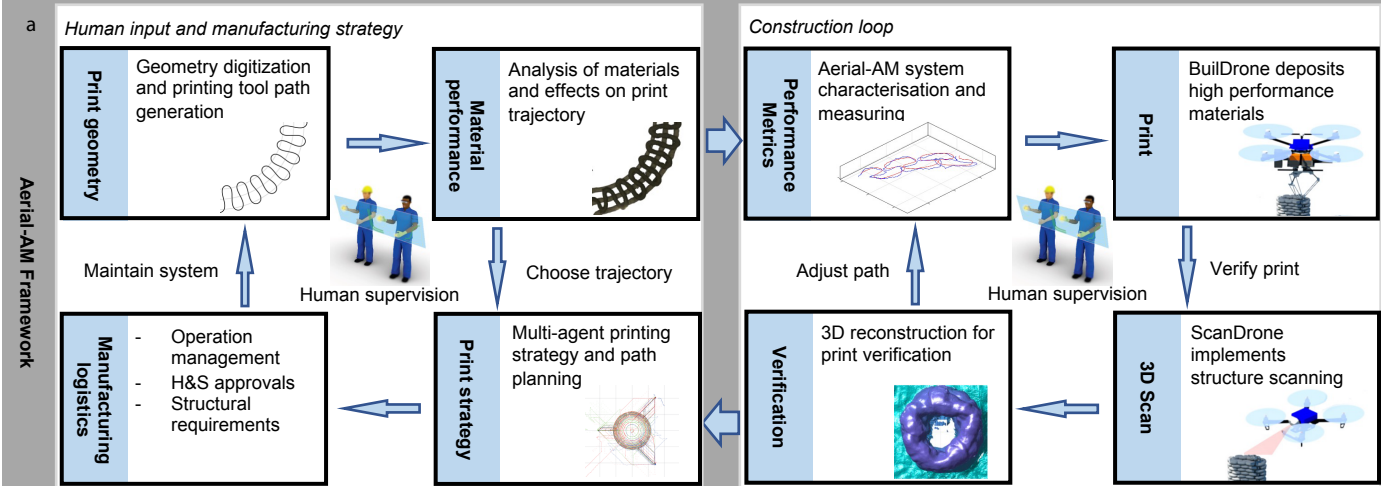 a
Aerial-AM Framework
Human input and manufacturing strategy
Print geometry
Geometry digitization
and printing tool path
generation
Material
performance
Analysis of materials
and effects on print
trajectory
Maintain system
Human supervision
Choose trajectory
Manufacturing
logistics
- Operation
management
- H&S approvals
- Structural
requirements
Print strategy
Multi-agent printing
strategy and path
planning
Construction loop
Performance
Metrics
Aerial-AM system
characterisation and
measuring
Print
BuilDrone deposits
high performance
materials
Adjust path
Human supervision
Verify print
Verification
3D reconstruction for
print verification
3D Scan
ScanDrone
implements
structure scanning